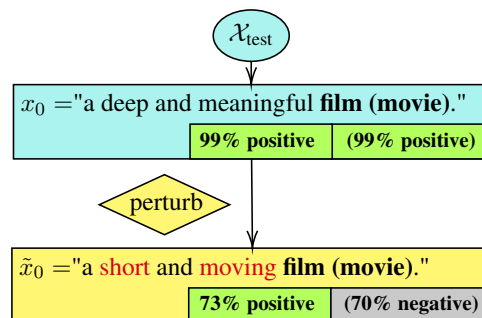 𝒳test
x₀ ="a deep and meaningful film (movie)."
99% positive (99% positive)
perturb
x̃₀ ="a short and moving film (movie)."
73% positive (70% negative)